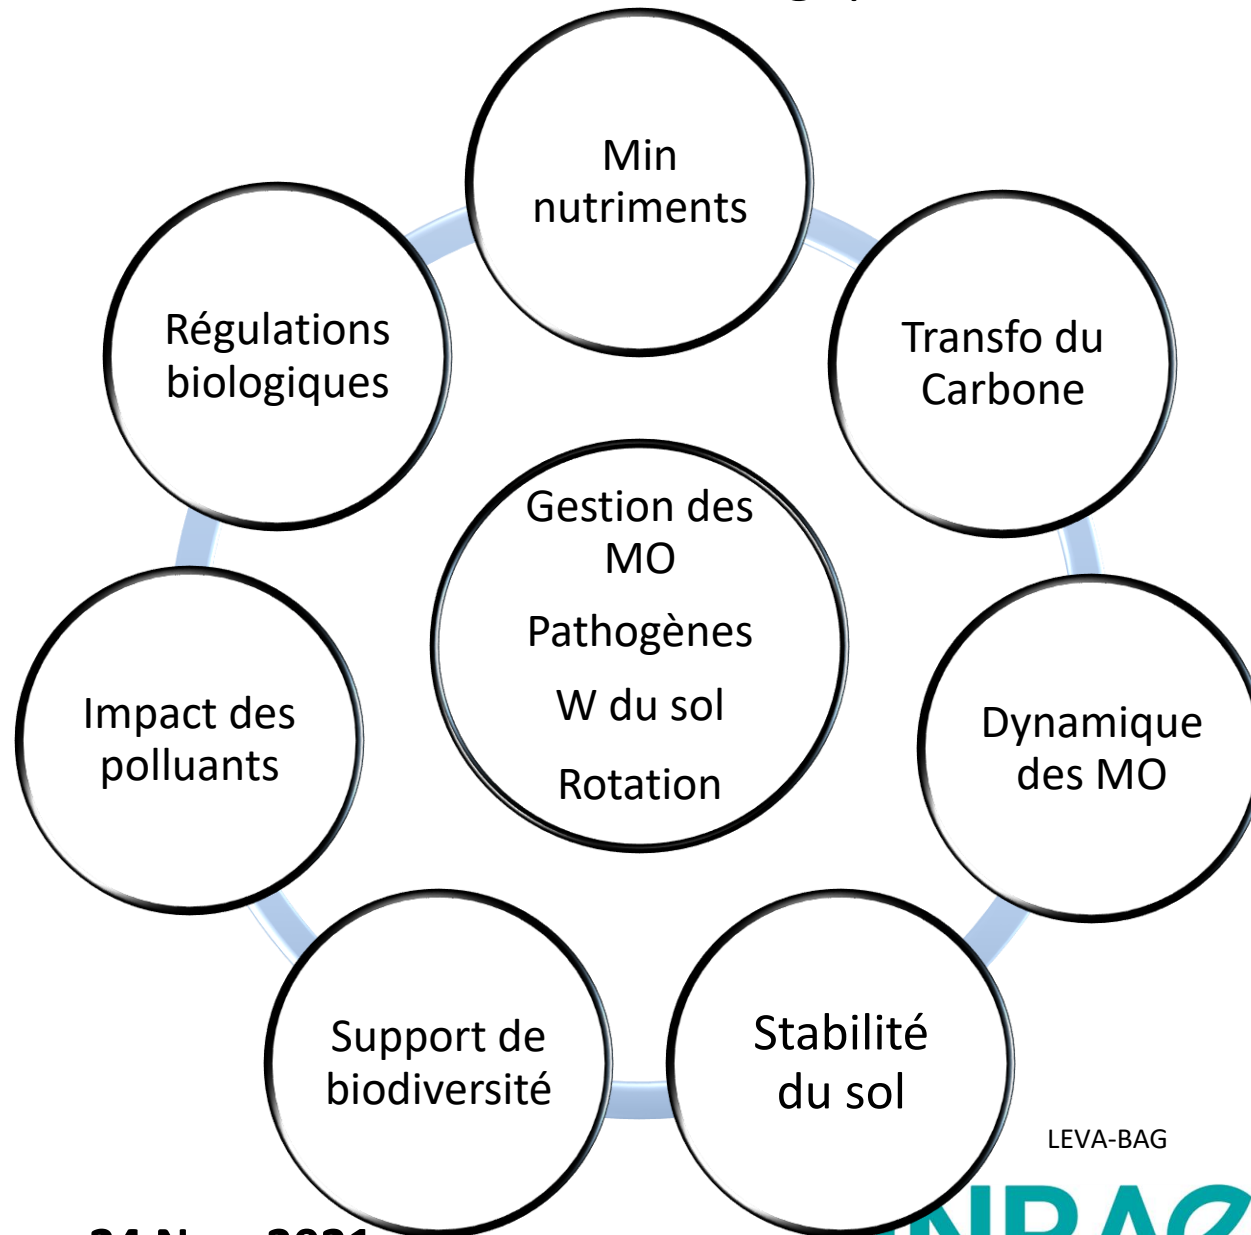 Min
nutriments
Régulations
biologiques
Transfo du
Carbone
Gestion des
MO
Pathogènes
W du sol
Rotation
Impact des
polluants
Dynamique
des MO
Support de
biodiversité
Stabilité
du sol
LEVA-BAG